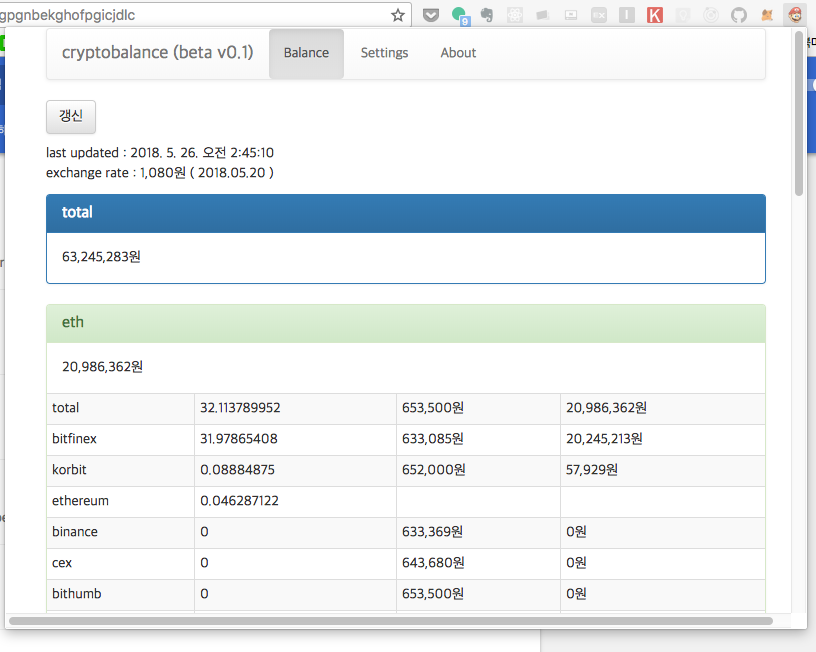 gpgnbekghofpgicjdlc
9
K
cryptobalance (beta v0.1) Balance Settings About
갱신
last updated : 2018. 5. 26. 오전 2:45:10
exchange rate : 1,080원 ( 2018.05.20 )
total
63,245,283원
eth
20,986,362원
total 32.113789952 653,500원 20,986,362원
bitfinex 31.97865408 633,085원 20,245,213원
korbit 0.08884875 652,000원 57,929원
ethereum 0.046287122
binance 0 633,369원 0원
cex 0 643,680원 0원
bithumb 0 653,500원 0원